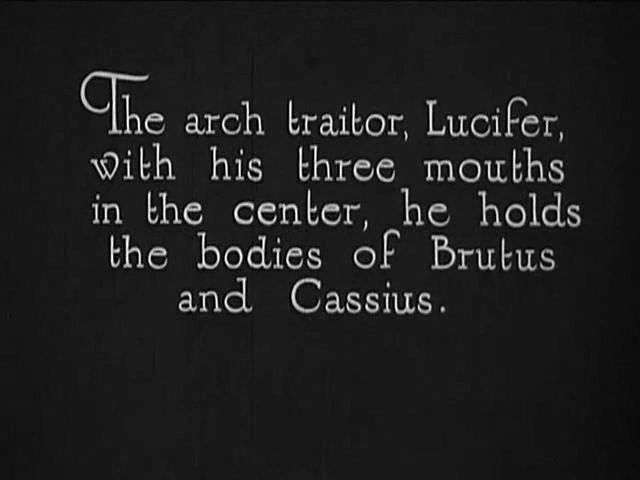 The arch traitor, Lucifer,
with his three mouths
in the center, he holds
the bodies of Brutus
and Cassius.